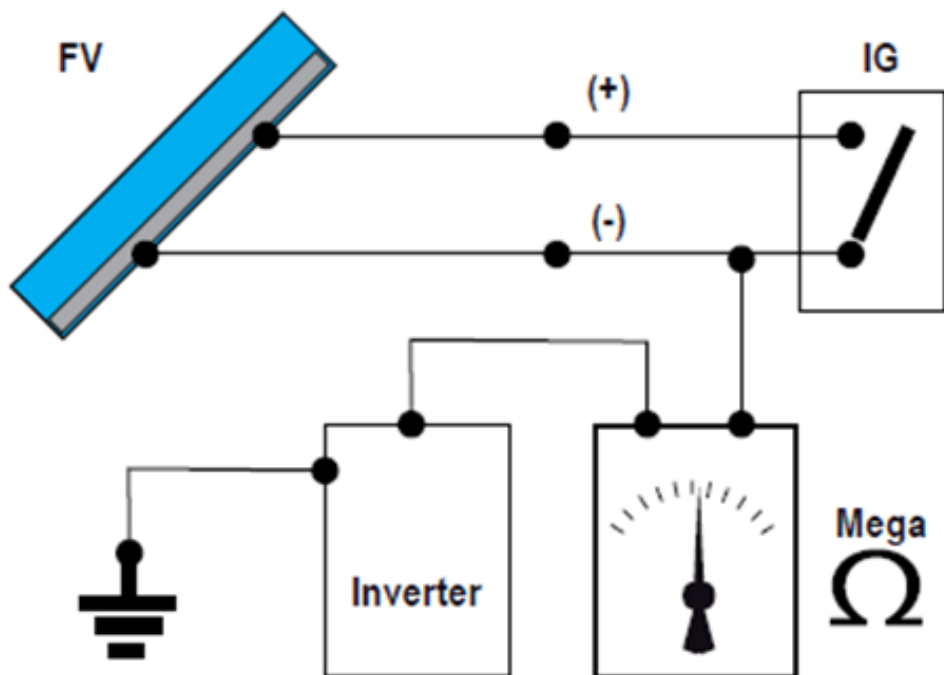 FV
(+)
IG
(-)
Inverter
Mega
Ω